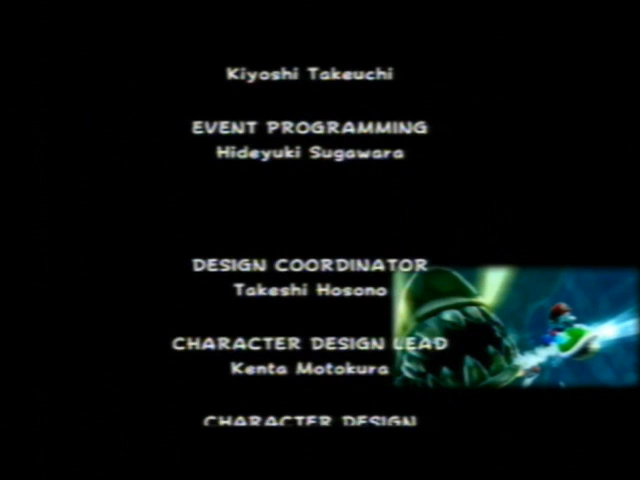 Kiyoshi Takeuchi
EVENT PROGRAMMING
Hideyuki Sugawara
DESIGN COORDINATOR
Takeshi Hosono
CHARACTER DESIGN LEAD
Kenta Motokura
CHARACTER DESIGN